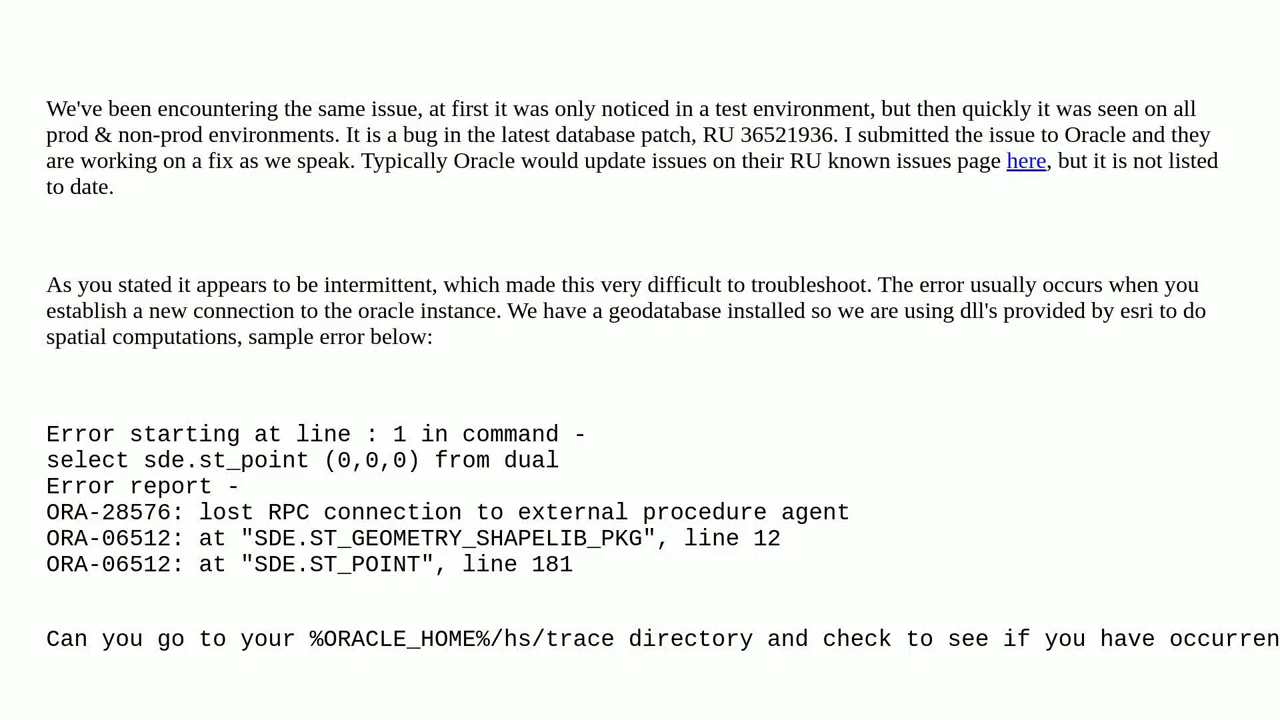 We've been encountering the same issue, at first it was only noticed in a test environment, but then quickly it was seen on all
prod & non-prod environments. It is a bug in the latest database patch, RU 36521936. I submitted the issue to Oracle and they
are working on a fix as we speak. Typically Oracle would update issues on their RU known issues page here, but it is not listed
to date.
As you stated it appears to be intermittent, which made this very difficult to troubleshoot. The error usually occurs when you
establish a new connection to the oracle instance. We have a geodatabase installed so we are using dll's provided by esri to do
spatial computations, sample error below:
Error starting at line : 1 in command -
select sde.st_point (0,0,0) from dual
Error report -
ORA-28576: lost RPC connection to external procedure agent
ORA-06512: at "SDE.ST_GEOMETRY_SHAPELIB_PKG", line 12
ORA-06512: at "SDE.ST_POINT", line 181
Can you go to your %ORACLE_HOME%/hs/trace directory and check to see if you have